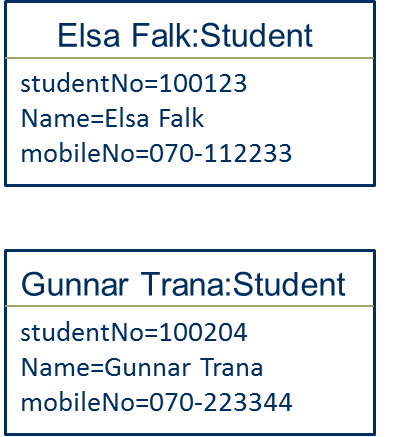 Elsa Falk:Student
studentNo=100123
Name=Elsa Falk
mobileNo=070-112233
Gunnar Trana:Student
studentNo=100204
Name=Gunnar Trana
mobileNo=070-223344